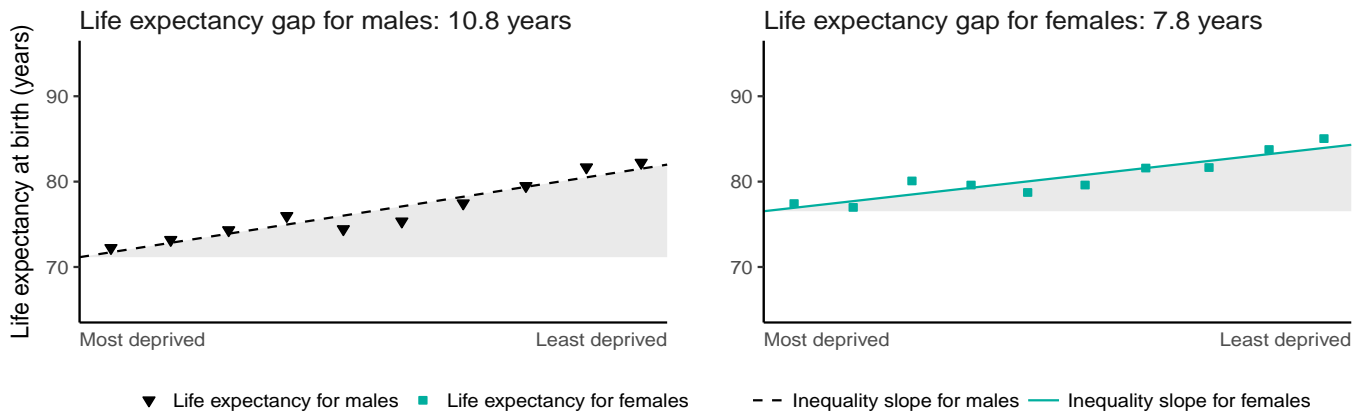 Life expectancy gap for males: 10.8 years
Life expectancy gap for females: 7.8 years
Life expectancy at birth (years)
90
80
70
Most deprived
Least deprived
90
80
70
Most deprived
Least deprived
Life expectancy for males
Life expectancy for females
Inequality slope for males
Inequality slope for females